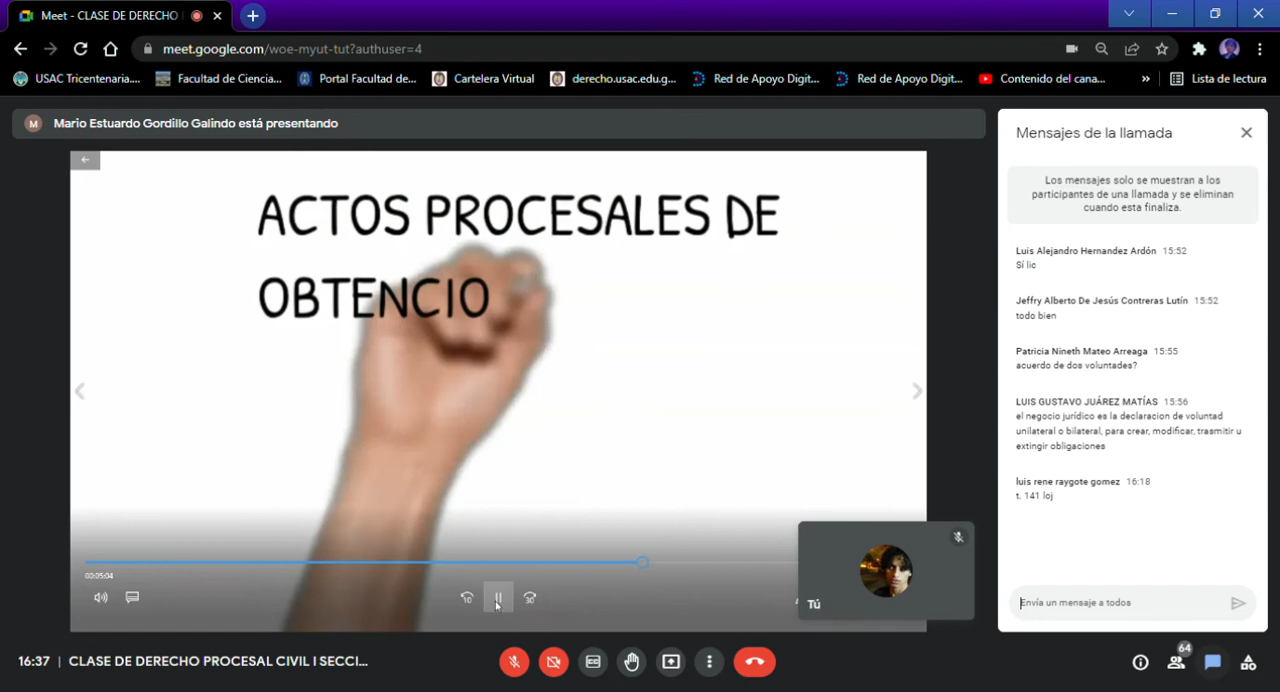 Meet - CLASE DE DERECHO
meet.google.com/woe-myut-tut?authuser=4
USAC Tricentenaria....
Facultad de Ciencia...
Portal Facultad de...
Cartelera Virtual
derecho.usac.edu.g...
Red de Apoyo Digit...
Red de Apoyo Digit...
Contenido del cana...
»
Lista de lectura
M
Mario Estuardo Gordillo Galindo está presentando
ACTOS PROCESALES DE
OBTENCIO
00:05:04
10
30
Tú
Mensajes de la llamada
Los mensajes solo se muestran a los
participantes de una llamada y se eliminan
cuando esta finaliza.
Luis Alejandro Hernandez Ardón 15:52
Sí lic
Jeffry Alberto De Jesús Contreras Lutín 15:52
todo bien
Patricia Nineth Mateo Arreaga 15:55
acuerdo de dos voluntades?
LUIS GUSTAVO JUÁREZ MATÍAS 15:56
el negocio jurídico es la declaracion de voluntad
unilateral o bilateral, para crear, modificar, trasmitir u
extingir obligaciones
luis rene raygote gomez 16:18
t. 141 loj
Envía un mensaje a todos
16:37 | CLASE DE DERECHO PROCESAL CIVIL I SECCI...
64